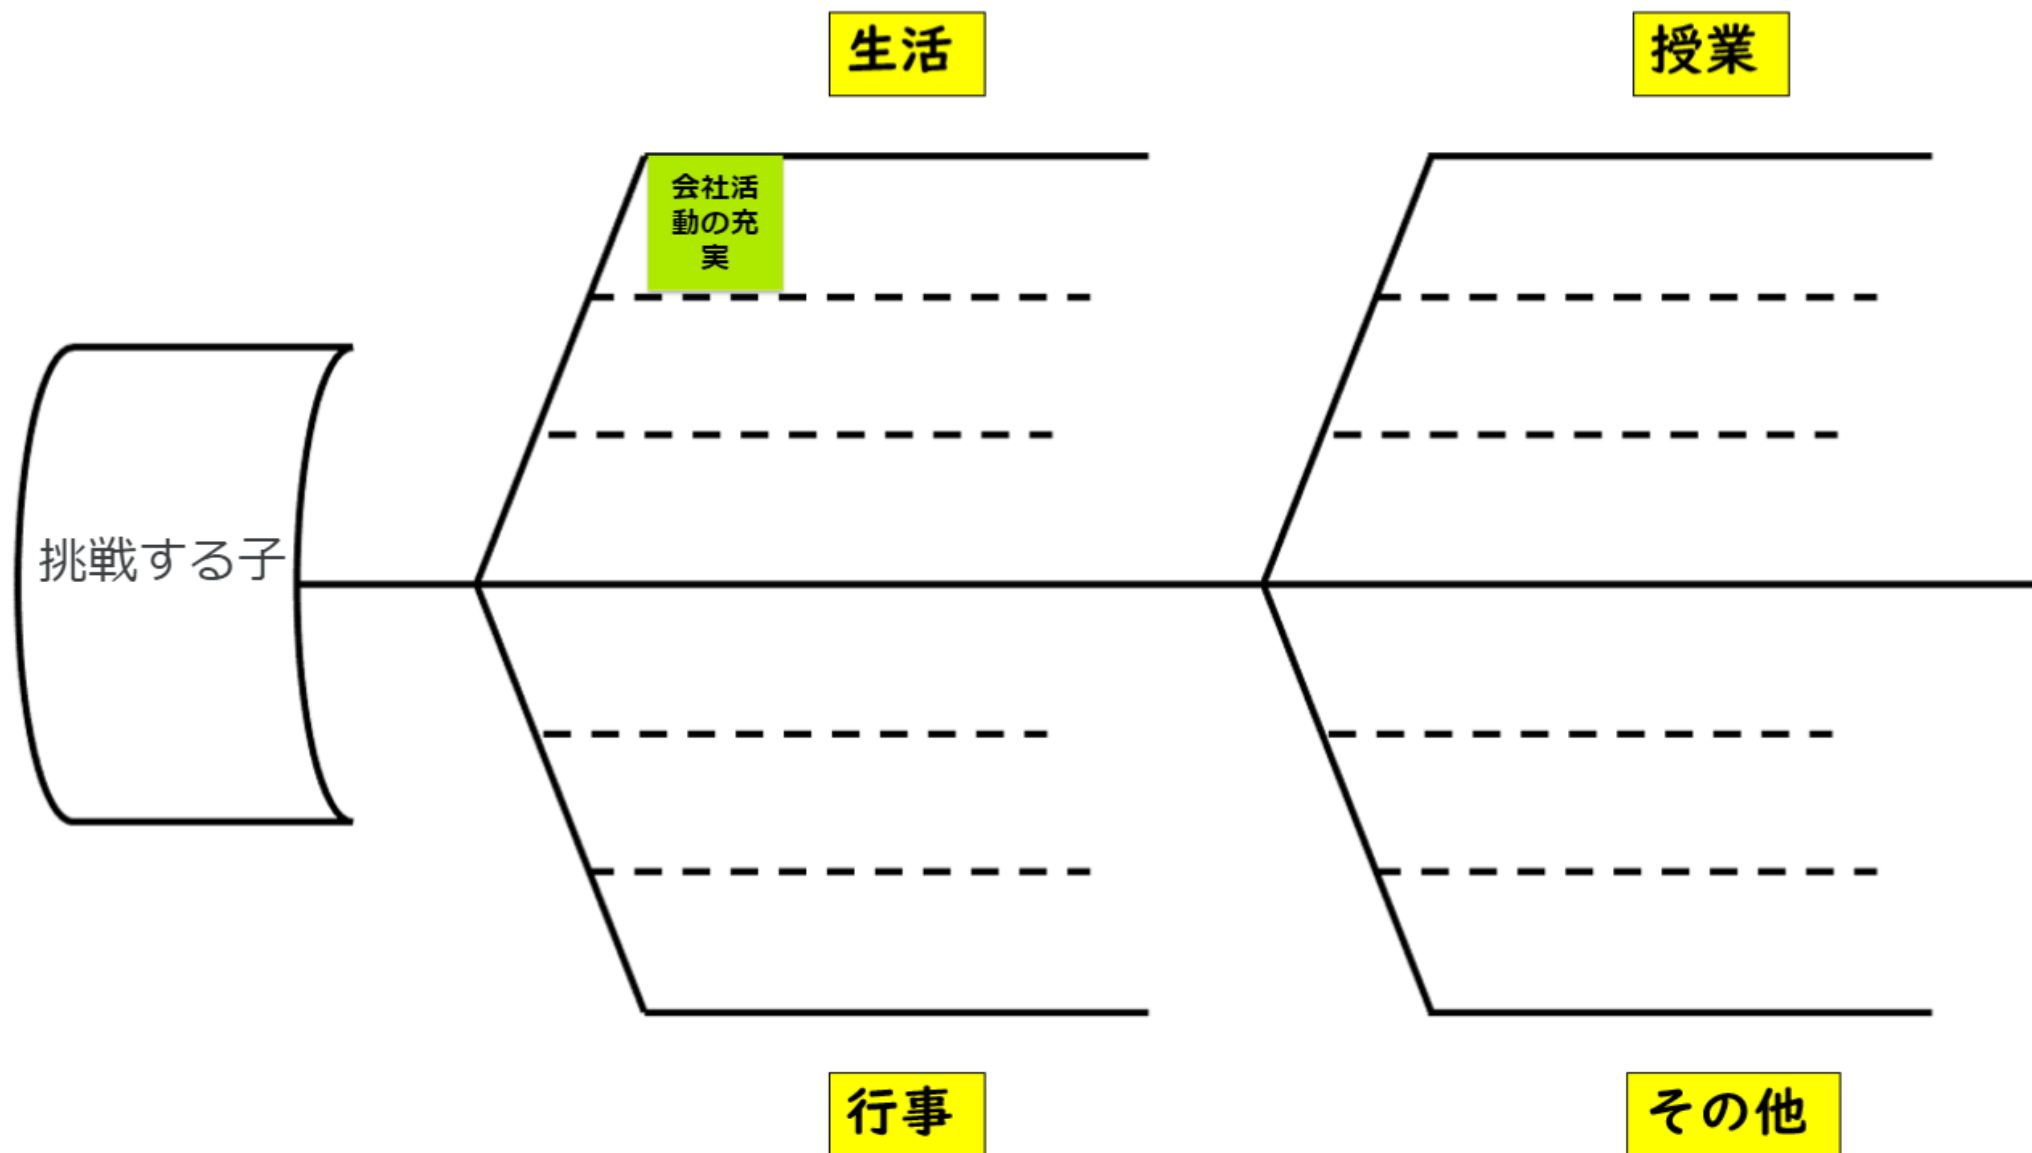 生活
授業
会社活
動の充
実
挑戦する子
行事
その他